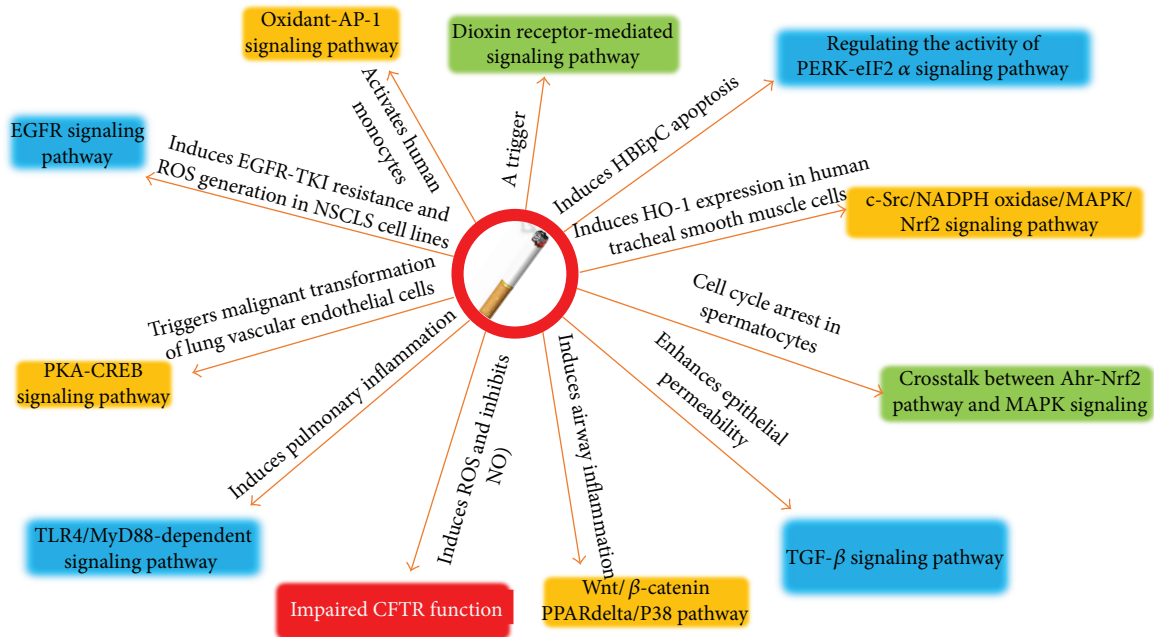 Oxidant-AP-1
signaling pathway
Dioxin receptor-mediated
signaling pathway
Regulating the activity of
PERK-eIF2 α signaling pathway
EGFR signaling
pathway
Activates human
monocytes
A trigger
Induces HBEpC apoptosis
Induces EGFR-TKI resistance and
ROS generation in NSCLS cell lines
Induces HO-1 expression in human
tracheal smooth muscle cells
c-Src/NADPH oxidase/MAPK/
Nrf2 signaling pathway
Triggers malignant transformation
of lung vascular endothelial cells
Cell cycle arrest in
spermatocytes
PKA-CREB
signaling pathway
Crosstalk between Ahr-Nrf2
pathway and MAPK signaling
Induces pulmonary inflammation
Induces ROS and inhibits
NO)
Induces airway inflammation
Enhances epithelial
permeability
TLR4/MyD88-dependent
signaling pathway
Impaired CFTR function
Wnt/ β-catenin
PPARdelta/P38 pathway
TGF-β signaling pathway